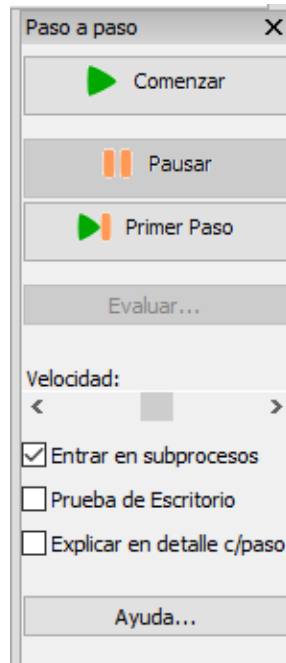 Paso a paso
Comenzar
Pausar
Primer Paso
Evaluar...
Velocidad:
Entrar en subprocesos
Prueba de Escritorio
Explicar en detalle c/paso
Ayuda...